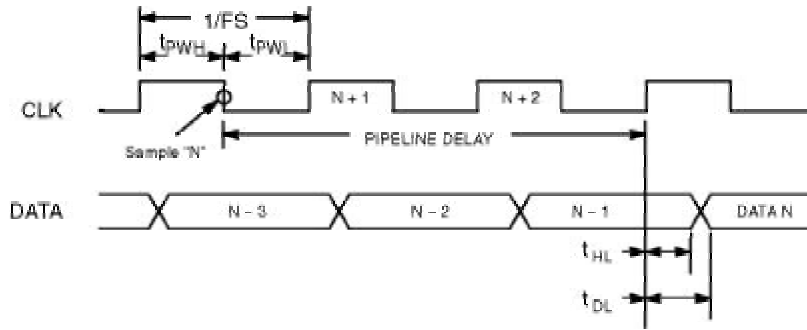 1/FS
tPWH tPWL
CLK N + 1 N + 2
Sample "N" PIPELINE DELAY
DATA N – 3 N – 2 N – 1 DATA N
tHL
tDL